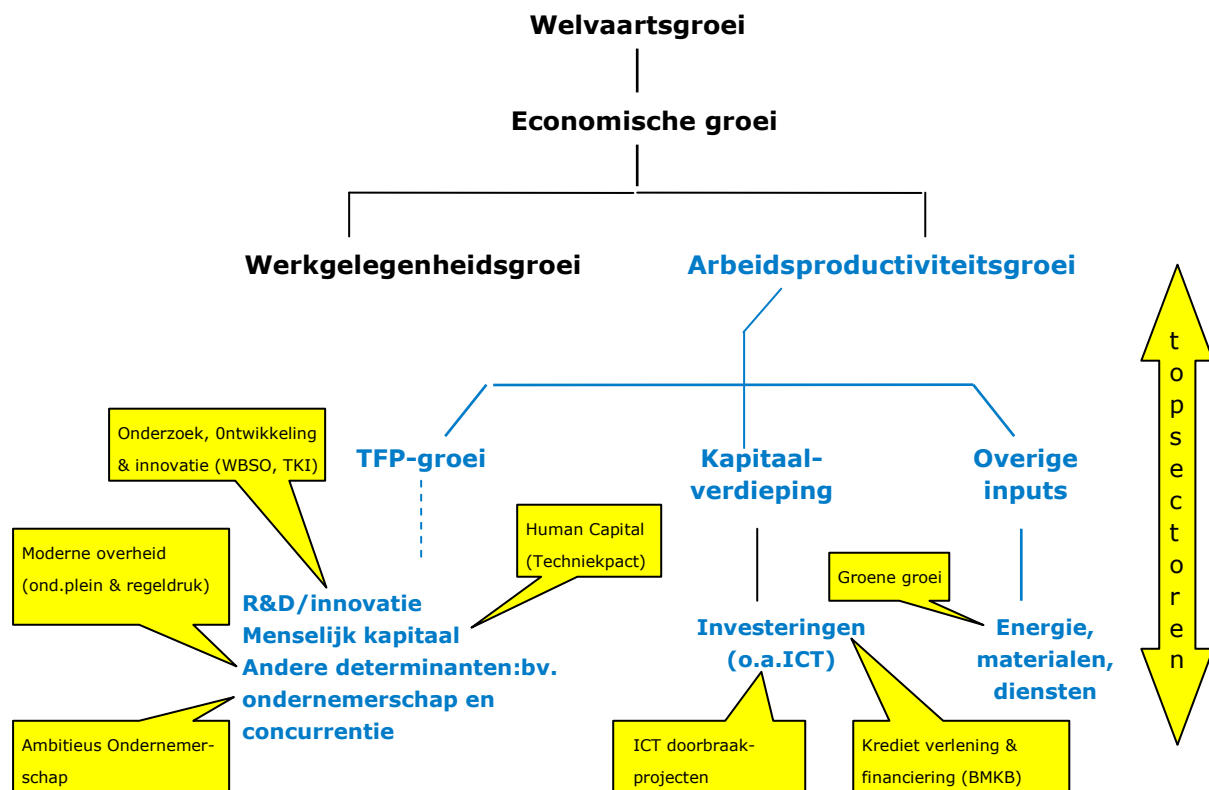 Welvaartsgroei
Economische groei
Werkgelegenheidsgroei
Arbeidsproductiviteitsgroei
topsectoren
Onderzoek, 0ntwikkeling
& innovatie (WBSO, TKI)
TFP-groei
Kapitaal-
verdieping
Overige
inputs
Moderne overheid
(ond.plein & regeldruk)
Human Capital
(Techniekpact)
Groene groei
R&D/innovatie
Menselijk kapitaal
Andere determinanten:bv.
ondernemerschap en
concurrentie
Investeringen
(o.a.ICT)
Energie,
materialen,
diensten
Ambitieus Ondernemer-
schap
ICT doorbraak-
projecten
Krediet verlening &
financiering (BMKB)